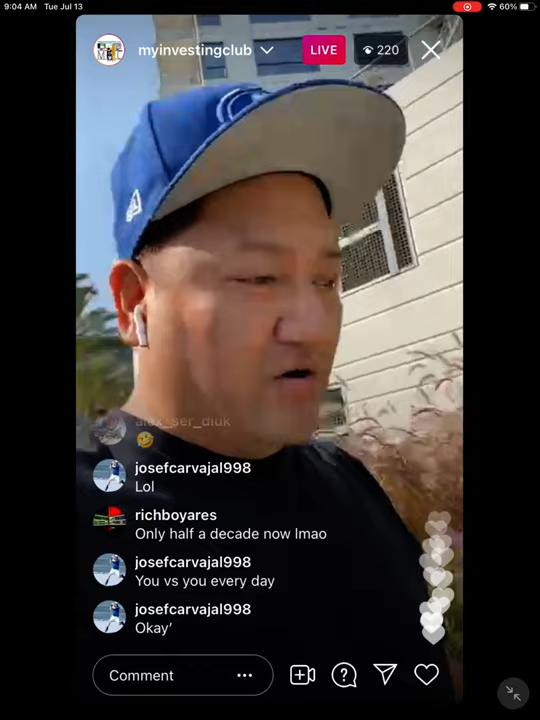 9:04 AM Tue Jul 13
60%
myinvestingclub
LIVE
220
alex_ser_diuk
josefcarvajal998
Lol
richboyares
Only half a decade now lmao
josefcarvajal998
You vs you every day
josefcarvajal998
Okay’
Comment